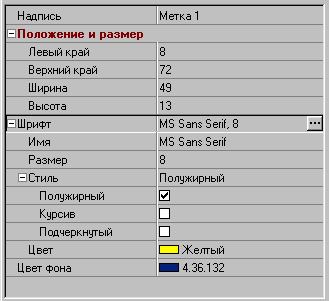 Надпись Метка 1
Положение и размер
Левый край 8
Верхний край 72
Ширина 49
Высота 13
Шрифт MS Sans Serif, 8 ...
Имя MS Sans Serif
Размер 8
Стиль Полужирный
Полужирный
Курсив
Подчеркнутый
Цвет Желтый
Цвет фона 4.36.132